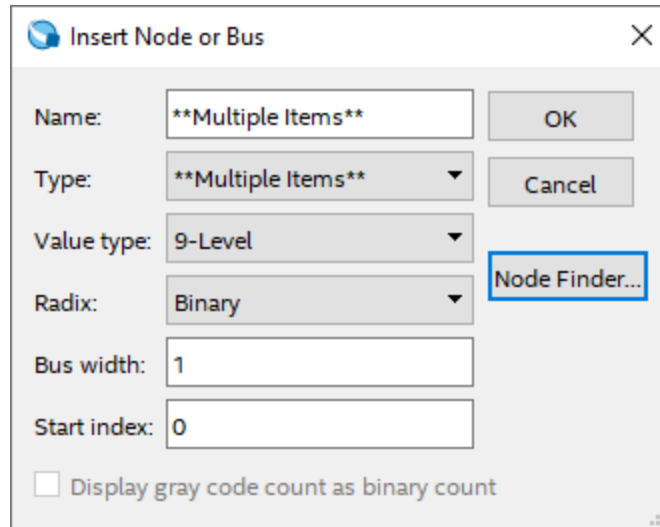 Insert Node or Bus
Name: **Multiple Items** OK
Type: **Multiple Items** Cancel
Value type: 9-Level
Node Finder...
Radix: Binary
Bus width: 1
Start index: 0
Display gray code count as binary count